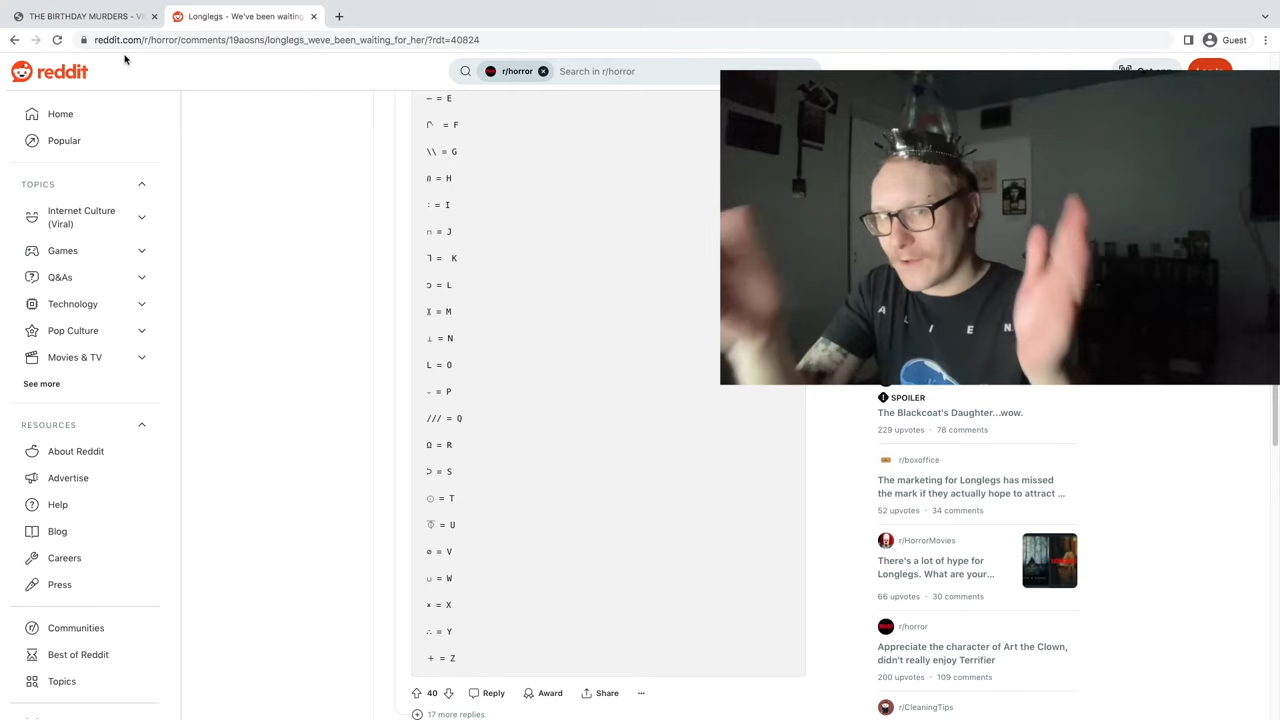 THE BIRTHDAY MURDERS - V
Longlegs - We've been waiting
reddit.com/r/horror/comments/19aosns/longlegs_weve_been_waiting_for_her/?rdt=40824
Guest
reddit
r/horror
Search in r/horror
Home
Popular
TOPICS
Internet Culture
(Viral)
Games
Q&As
Technology
Pop Culture
Movies & TV
See more
RESOURCES
About Reddit
Advertise
Help
Blog
Careers
Press
Communities
Best of Reddit
Topics
— = E
= F
\\ = G
= H
: = I
= J
= K
ɔ = L
= M
⊥ = N
L = O
- = P
/// = Q
Ω = R
= S
⊙ = T
= U
⊘ = V
⊔ = W
× = X
∴ = Y
+ = Z
40
Reply
Award
Share
17 more replies
A L I E N
SPOILER
The Blackcoat's Daughter...wow.
229 upvotes · 78 comments
r/boxoffice
The marketing for Longlegs has missed
the mark if they actually hope to attract ...
52 upvotes · 34 comments
r/HorrorMovies
There's a lot of hype for
Longlegs. What are your...
66 upvotes · 30 comments
r/horror
Appreciate the character of Art the Clown,
didn't really enjoy Terrifier
200 upvotes · 109 comments
r/CleaningTips